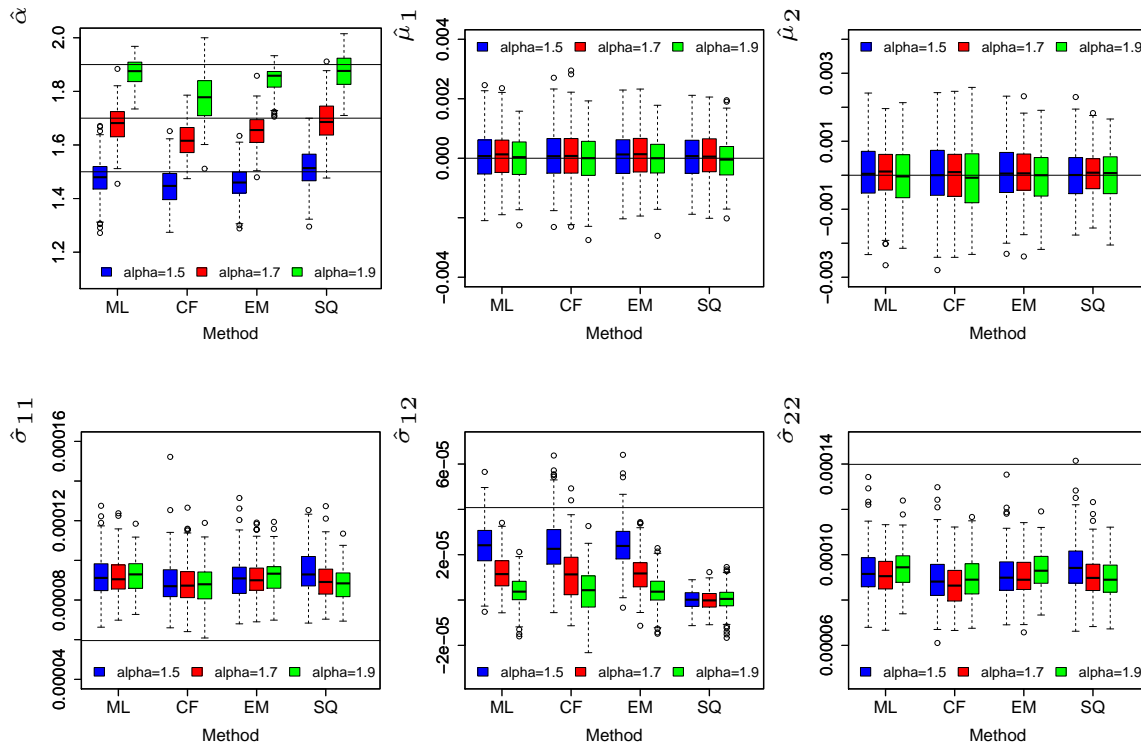 α̂
2.0
1.8
1.6
1.4
1.2
alpha=1.5 alpha=1.7 alpha=1.9
ML CF EM SQ
Method
μ̂1
0.004
0.002
0.000
−0.004
alpha=1.5 alpha=1.7 alpha=1.9
ML CF EM SQ
Method
μ̂2
0.003
0.001
−0.001
−0.003
alpha=1.5 alpha=1.7 alpha=1.9
ML CF EM SQ
Method
σ̂11
0.00016
0.00012
0.00008
0.00004
alpha=1.5 alpha=1.7 alpha=1.9
ML CF EM SQ
Method
σ̂12
6e−05
2e−05
−2e−05
alpha=1.5 alpha=1.7 alpha=1.9
ML CF EM SQ
Method
σ̂22
0.00014
0.00010
0.00006
alpha=1.5 alpha=1.7 alpha=1.9
ML CF EM SQ
Method